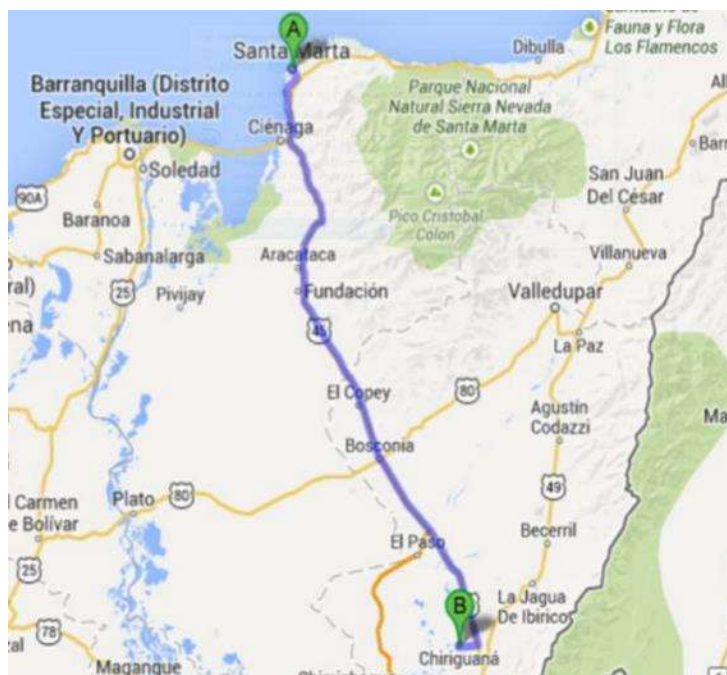 Fauna y Flora
Los Flamencos
A
Santa Marta
Dibulla
Barranquilla (Distrito
Especial, Industrial
Y Portuario)
Parque Nacional
Natural Sierra Nevada
de Santa Marta
Ciénaga
Soledad
San Juan
Del César
90A
Baranoa
Pico Cristobal
Colon
Sabanalarga
Aracataca
Villanueva
25
Pivijay
Fundación
Valledupar
45
La Paz
El Copey
80
Agustín
Codazzi
Bosconia
49
Plato
80
El Carmen
de Bolívar
Becerril
El Paso
25
La Jagua
De Ibirico
B
78
Chiriguaná
Magangue